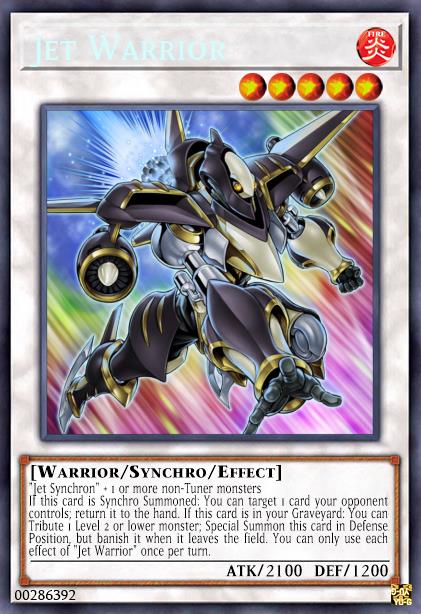 Jet Warrior
FIRE
炎
[Warrior/Synchro/Effect]
"Jet Synchron" + 1 or more non-Tuner monsters
If this card is Synchro Summoned: You can target 1 card your opponent
controls; return it to the hand. If this card is in your Graveyard: You can
Tribute 1 Level 2 or lower monster; Special Summon this card in Defense
Position, but banish it when it leaves the field. You can only use each
effect of "Jet Warrior" once per turn.
ATK/2100 DEF/1200
00286392